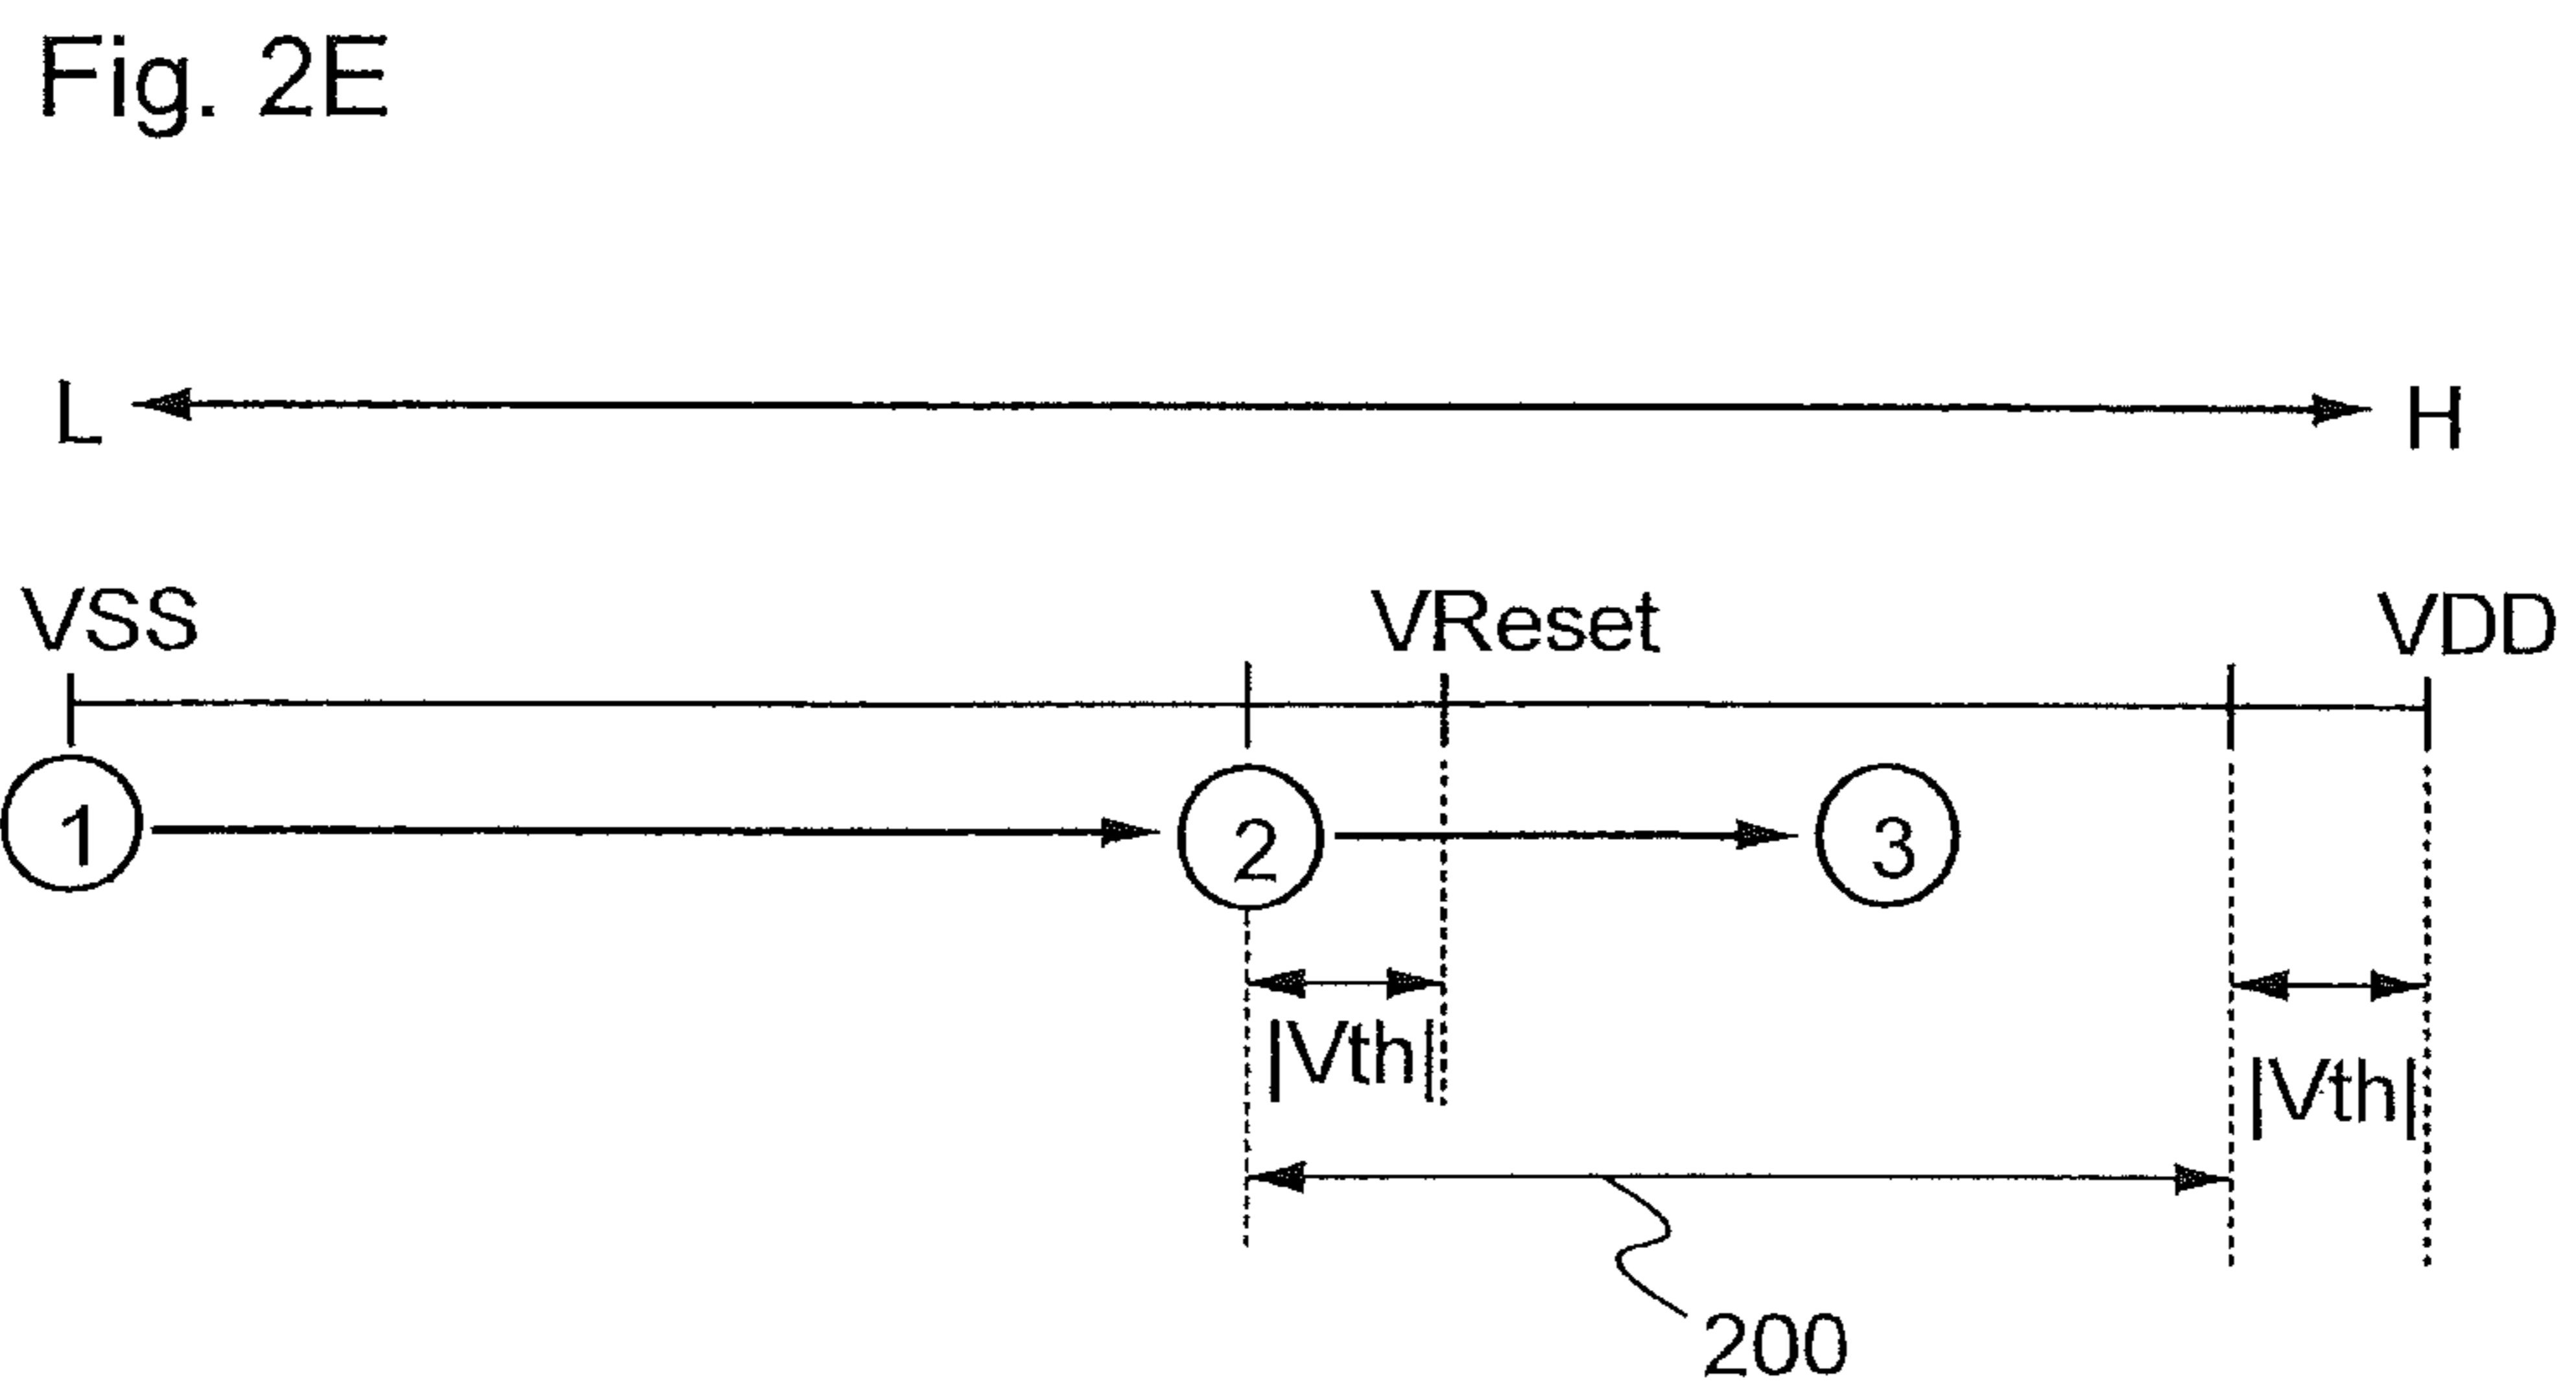 Fig. 2E
L H
VSS VReset VDD
1 2 3
|Vth| |Vth|
200